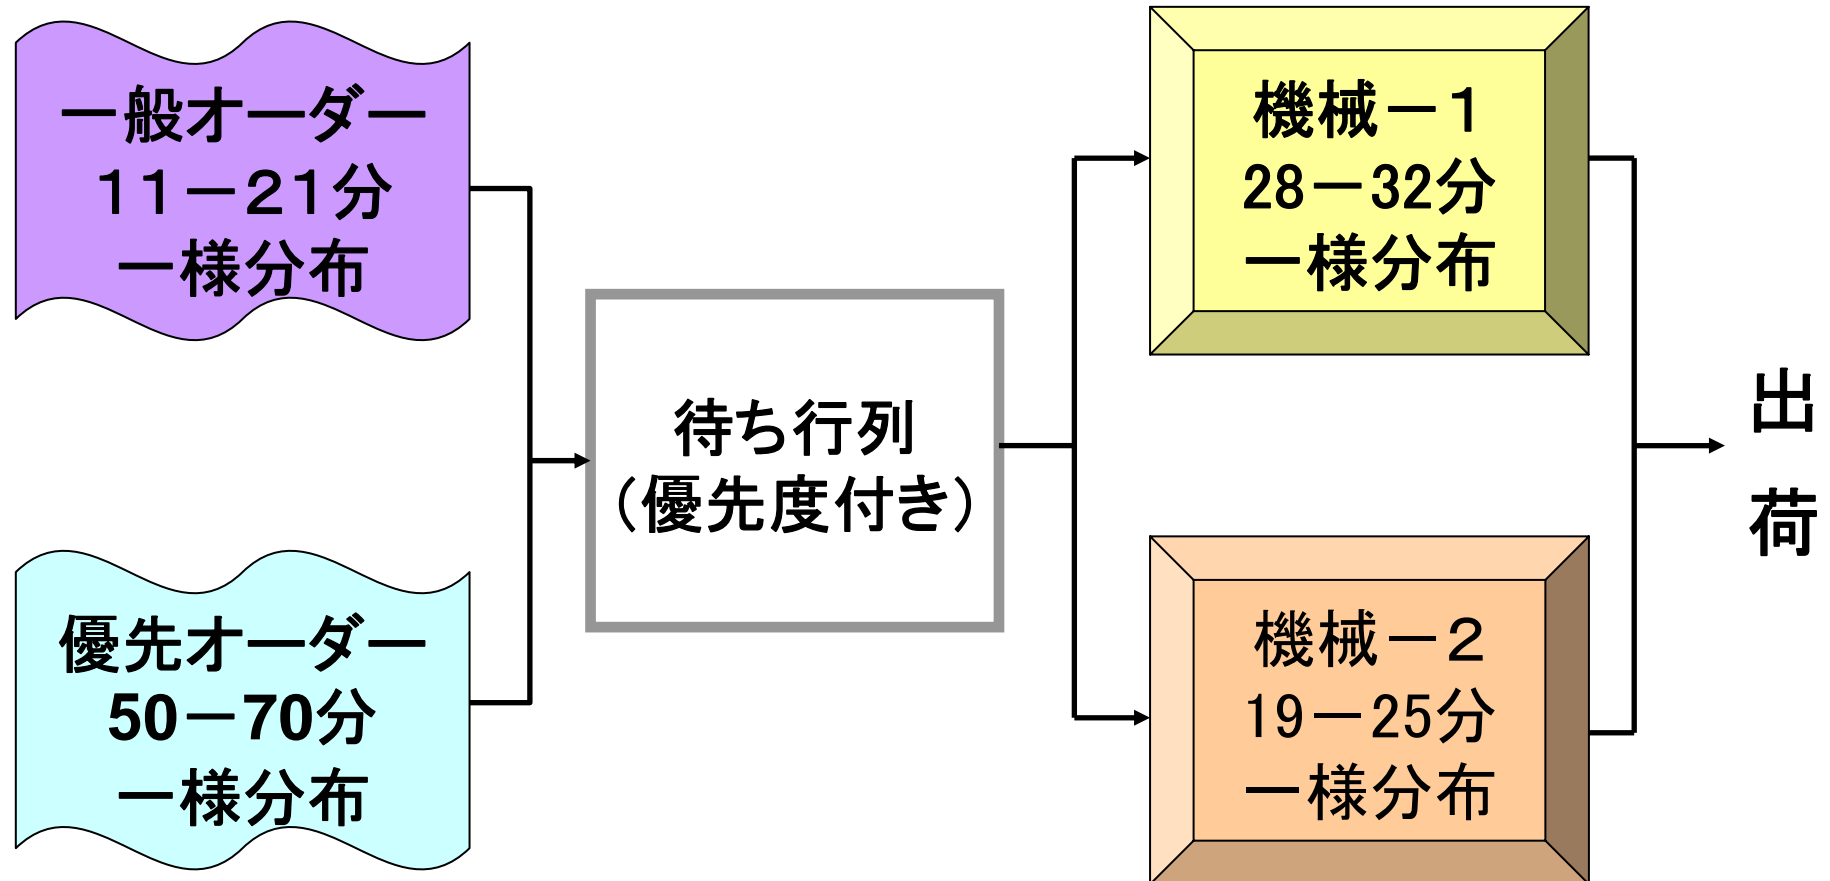 一般オーダー
11－21分
一様分布
優先オーダー
50－70分
一様分布
待ち行列
（優先度付き）
機械－1
28－32分
一様分布
機械－2
19－25分
一様分布
出
荷